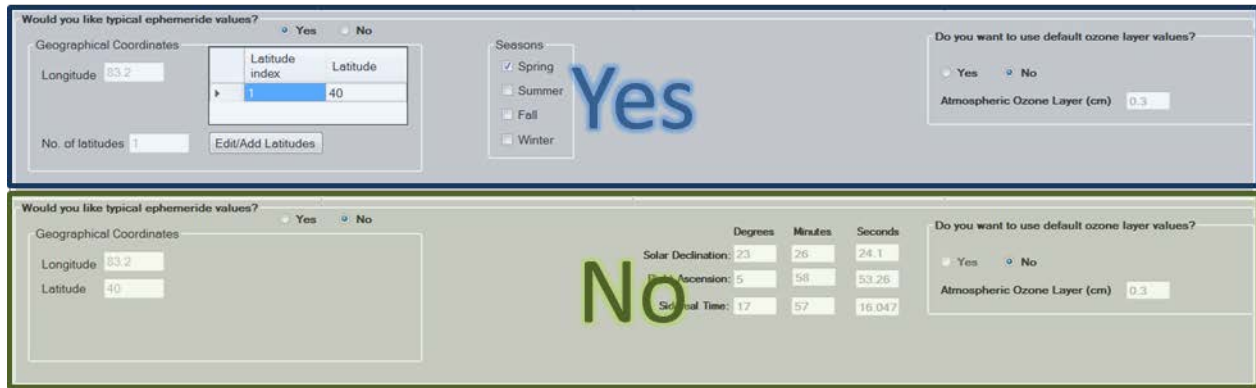 Would you like typical ephemeride values?
Yes No
Geographical Coordinates
Longitude 83.2
Latitude index Latitude
1 40
No. of latitudes 1 Edit/Add Latitudes
Seasons
Spring
Summer
Fall
Winter
Yes
Do you want to use default ozone layer values?
Yes No
Atmospheric Ozone Layer (cm) 0.3
Would you like typical ephemeride values?
Yes No
Geographical Coordinates
Longitude 83.2
Latitude 40
Degrees Minutes Seconds
Solar Declination: 23 26 24.1
Ascension: 5 58 53.26
Time: 17 57 16.047
No
Do you want to use default ozone layer values?
Yes No
Atmospheric Ozone Layer (cm) 0.3